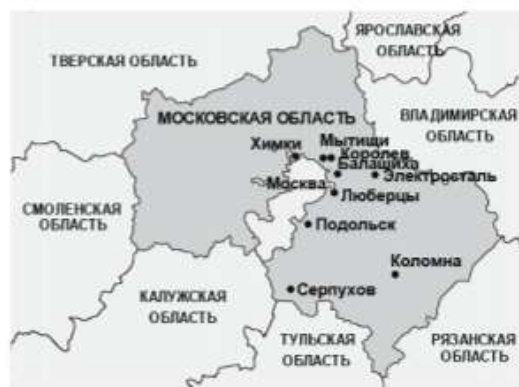 ЯРОСЛАВСКАЯ
ОБЛАСТЬ
ТВЕРСКАЯ ОБЛАСТЬ
МОСКОВСКАЯ ОБЛАСТЬ
ВЛАДИМИРСКАЯ
ОБЛАСТЬ
Химки
Мытищи
Королев
Балашиха
Электросталь
Москва
Люберцы
СМОЛЕНСКАЯ
ОБЛАСТЬ
Подольск
Коломна
Серпухов
КАЛУЖСКАЯ
ОБЛАСТЬ
ТУЛЬСКАЯ
ОБЛАСТЬ
РЯЗАНСКАЯ
ОБЛАСТЬ